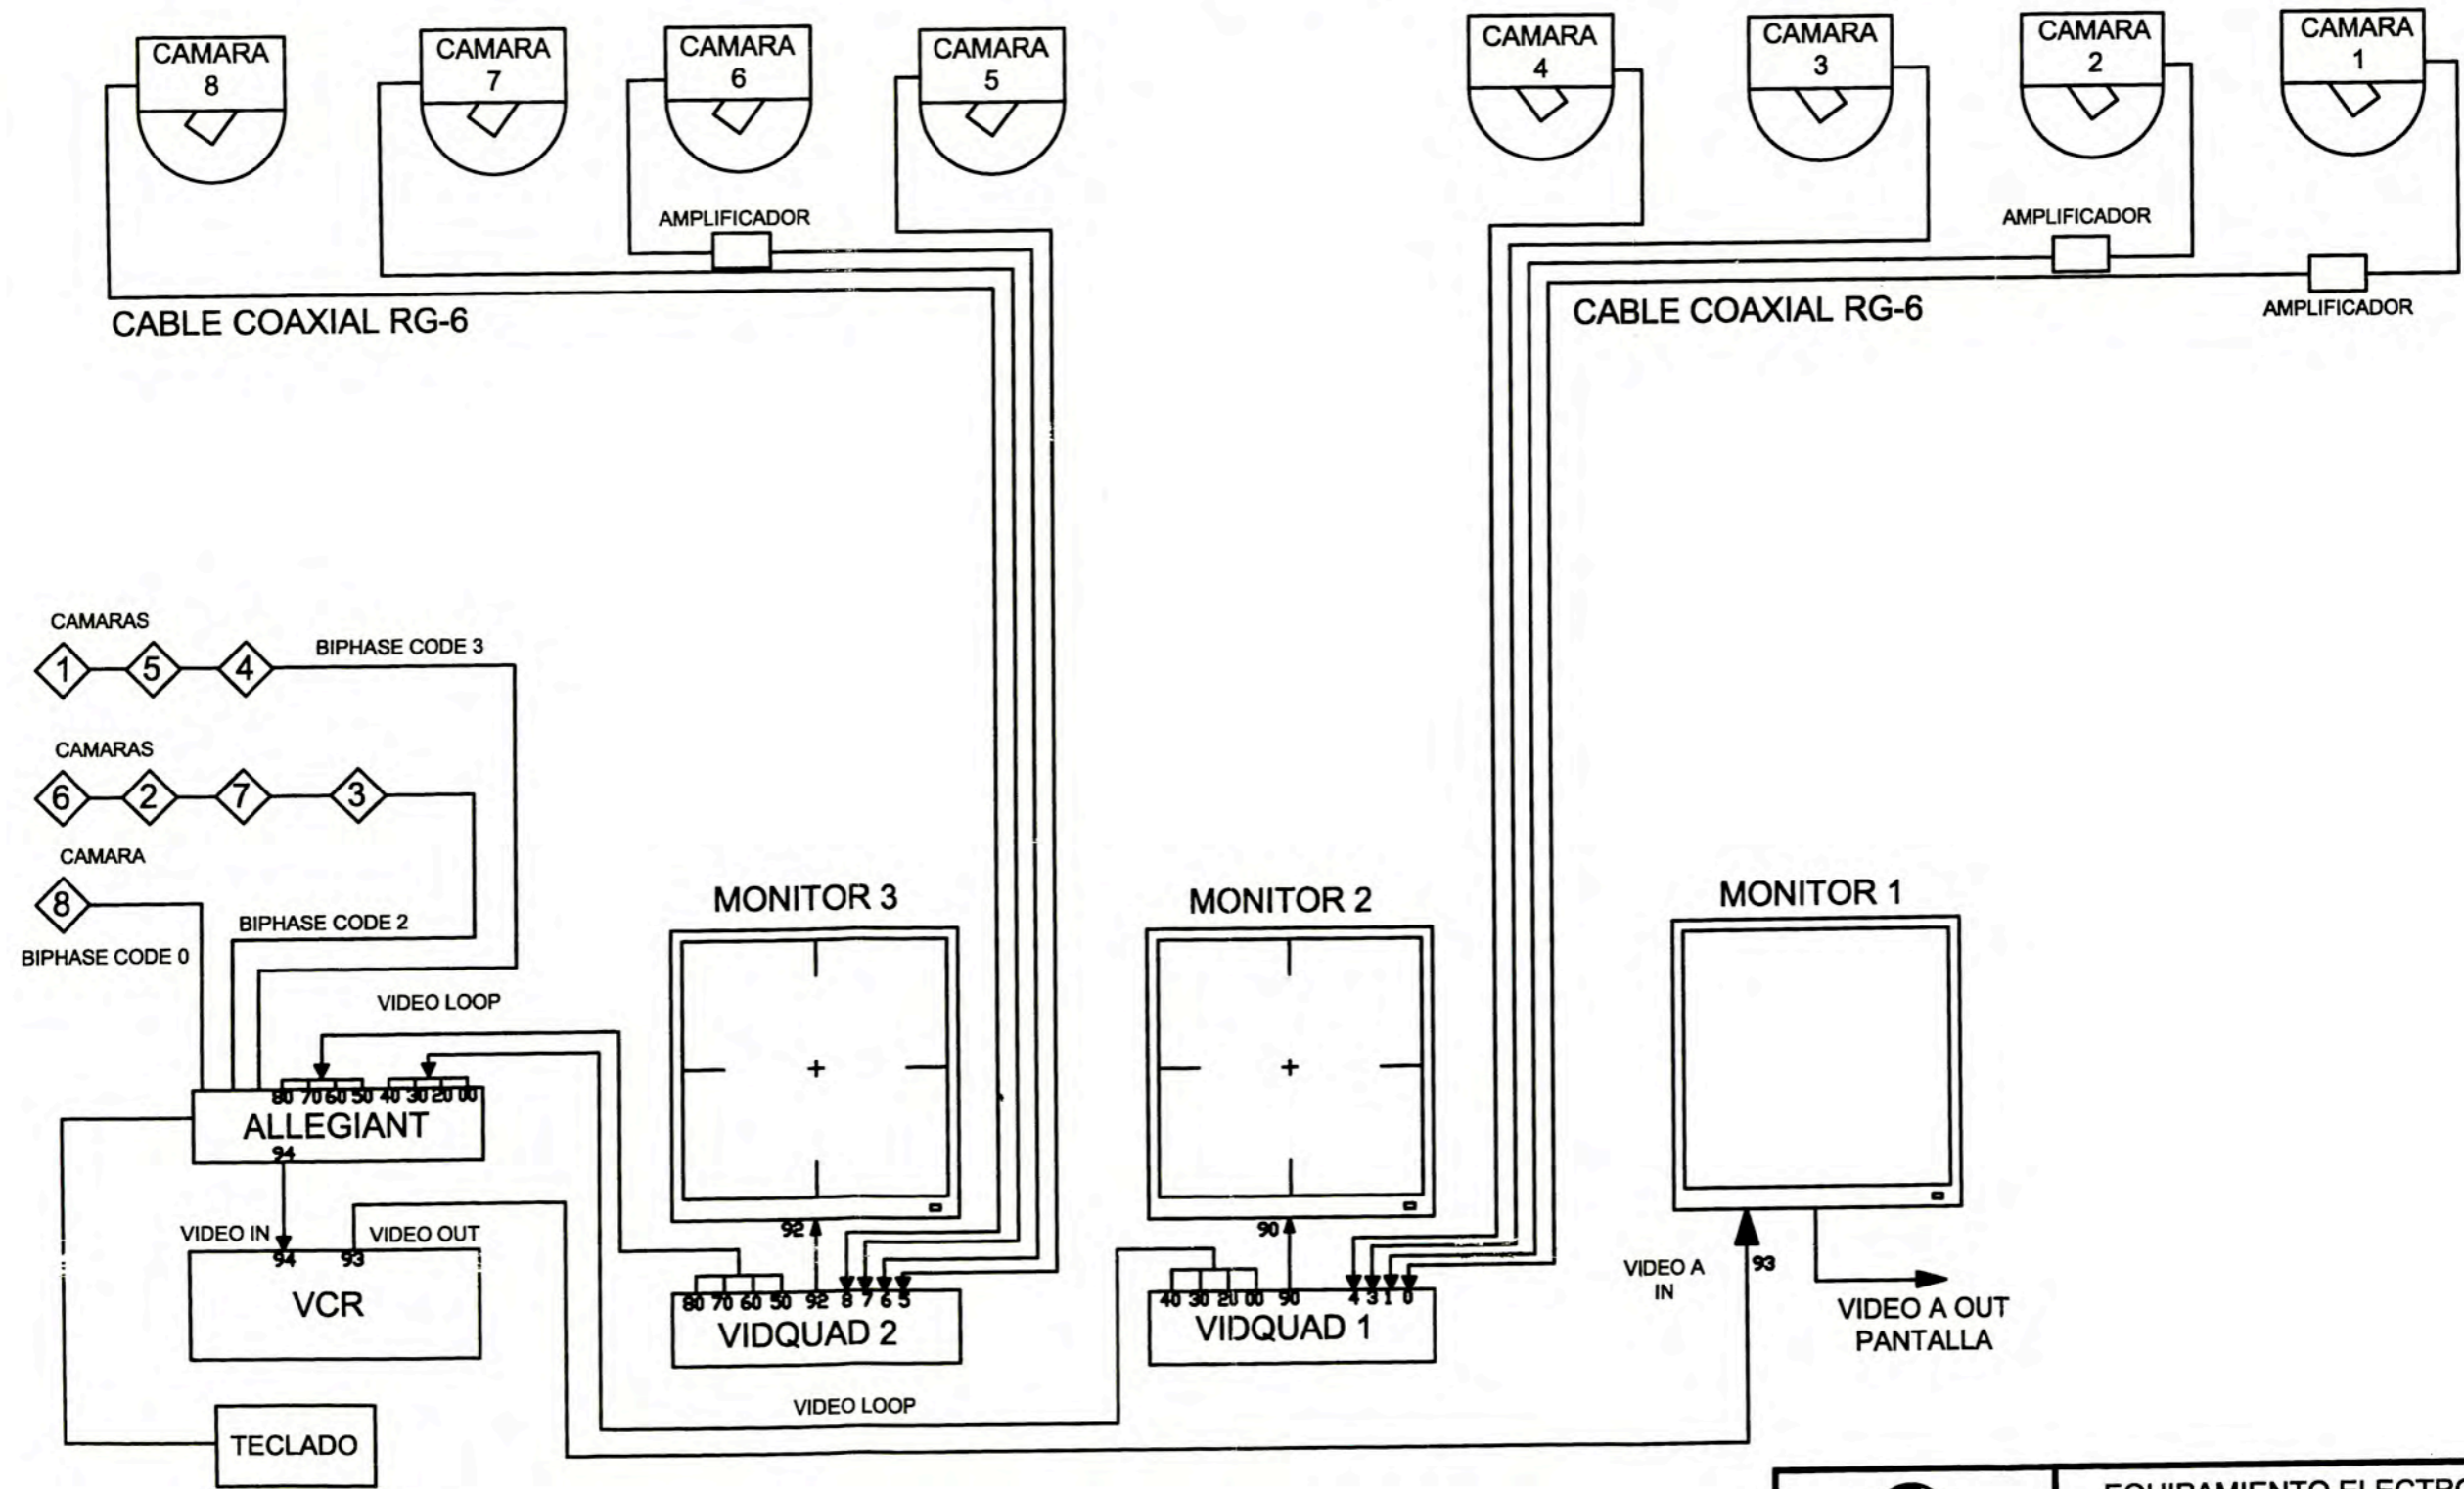 CAMARA
8
CAMARA
7
CAMARA
6
CAMARA
5
CAMARA
4
CAMARA
3
CAMARA
2
CAMARA
1
AMPLIFICADOR
AMPLIFICADOR
AMPLIFICADOR
CABLE COAXIAL RG-6
CABLE COAXIAL RG-6
CAMARAS
1 5 4
BIPHASE CODE 3
CAMARAS
6 2 7 3
CAMARA
8
BIPHASE CODE 2
BIPHASE CODE 0
VIDEO LOOP
MONITOR 3
MONITOR 2
MONITOR 1
80 70 60 50 40 30 20 00
ALLEGIANT
94
VIDEO IN
VIDEO OUT
94 93
VCR
TECLADO
92
80 70 60 50 92 8 7 6 5
VIDQUAD 2
90
40 30 20 00 90 4 3 1 0
VIDQUAD 1
VIDEO LOOP
VIDEO A
IN
93
VIDEO A OUT
PANTALLA